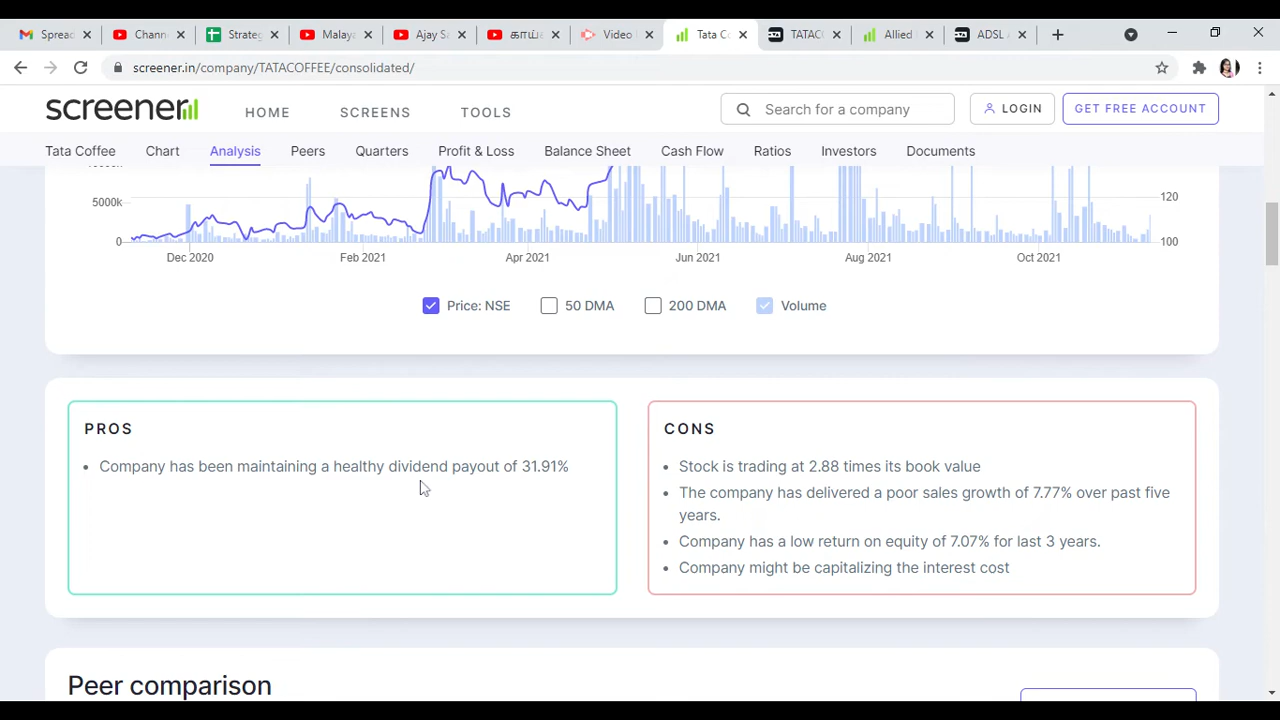 Spread
Chann
Strateg
Malaya
Ajay Sa
காப்
Video
Tata Co
TATAC
Allied
ADSL A
screener.in/company/TATACOFFEE/consolidated/
screener
HOME
SCREENS
TOOLS
Search for a company
LOGIN
GET FREE ACCOUNT
Tata Coffee
Chart
Analysis
Peers
Quarters
Profit & Loss
Balance Sheet
Cash Flow
Ratios
Investors
Documents
5000k
120
0
100
Dec 2020
Feb 2021
Apr 2021
Jun 2021
Aug 2021
Oct 2021
Price: NSE
50 DMA
200 DMA
Volume
PROS
Company has been maintaining a healthy dividend payout of 31.91%
CONS
Stock is trading at 2.88 times its book value
The company has delivered a poor sales growth of 7.77% over past five
years.
Company has a low return on equity of 7.07% for last 3 years.
Company might be capitalizing the interest cost
Peer comparison